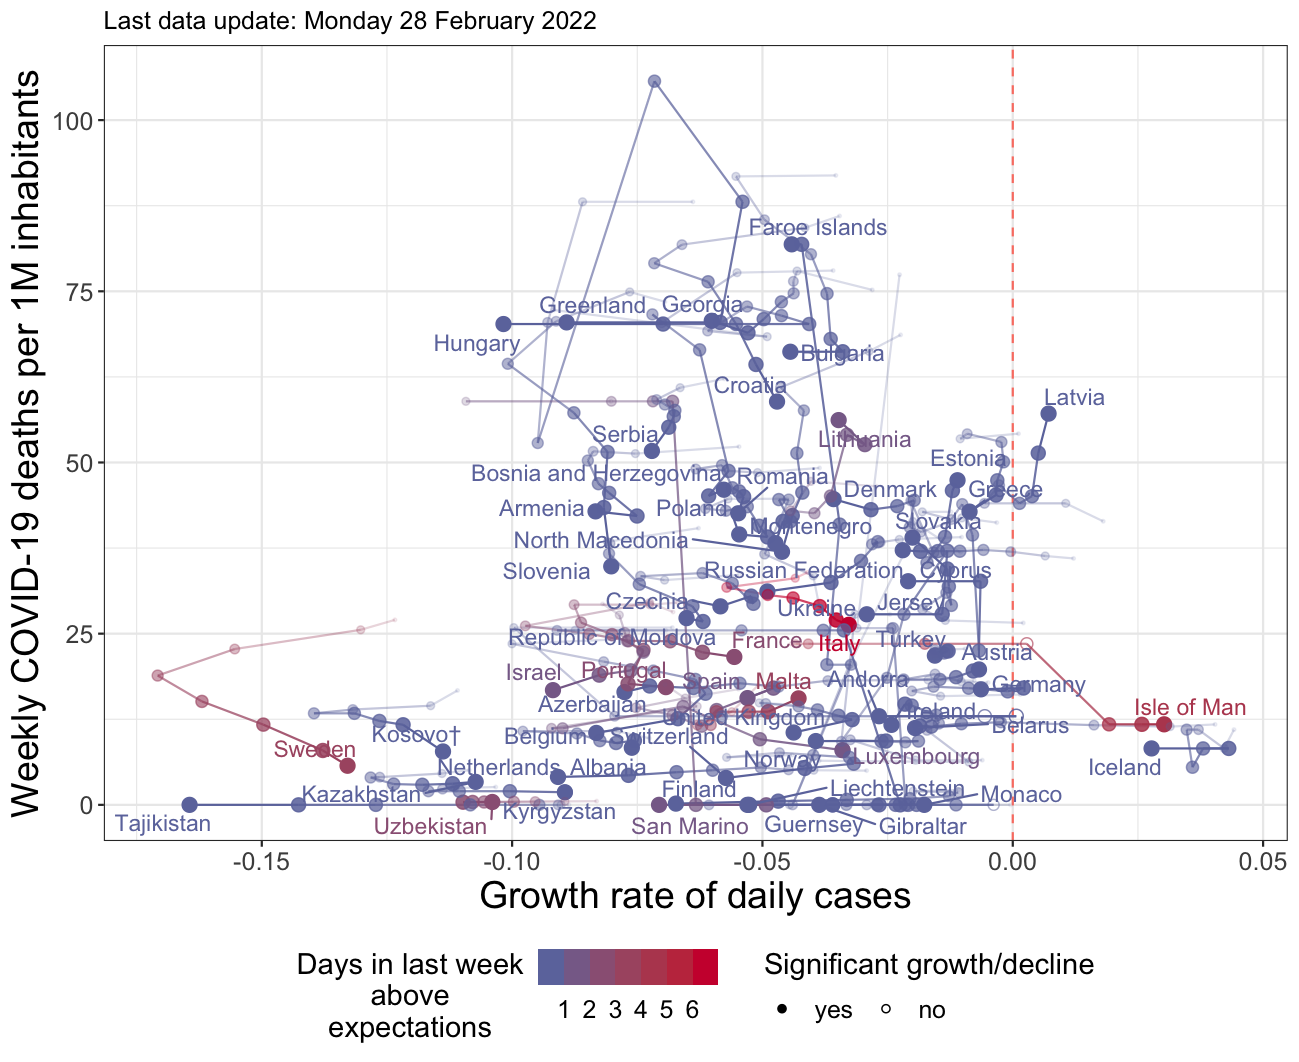 Last data update: Monday 28 February 2022
Weekly COVID-19 deaths per 1M inhabitants
100
75
50
25
0
Faroe Islands
Greenland
Georgia
Hungary
Bulgaria
Croatia
Latvia
Serbia
Lithuania
Estonia
Bosnia and Herzegovina
Romania
Denmark
Greece
Armenia
Poland
Montenegro
Slovakia
North Macedonia
Slovenia
Russian Federation
Cyprus
Czechia
Ukraine
Jersey
Republic of Moldova
France
Italy
Turkey
Austria
Israel
Portugal
Spain
Malta
Andorra
Germany
Azerbaijan
United Kingdom
Ireland
Isle of Man
Kosovo†
Belgium
Switzerland
Belarus
Sweden
Netherlands
Albania
Norway
Luxembourg
Iceland
Kazakhstan
Finland
Liechtenstein
Monaco
Kyrgyzstan
Tajikistan
Uzbekistan
San Marino
Guernsey
Gibraltar
-0.15
-0.10
-0.05
0.00
0.05
Growth rate of daily cases
Days in last week
above
expectations
1 2 3 4 5 6
Significant growth/decline
yes
no